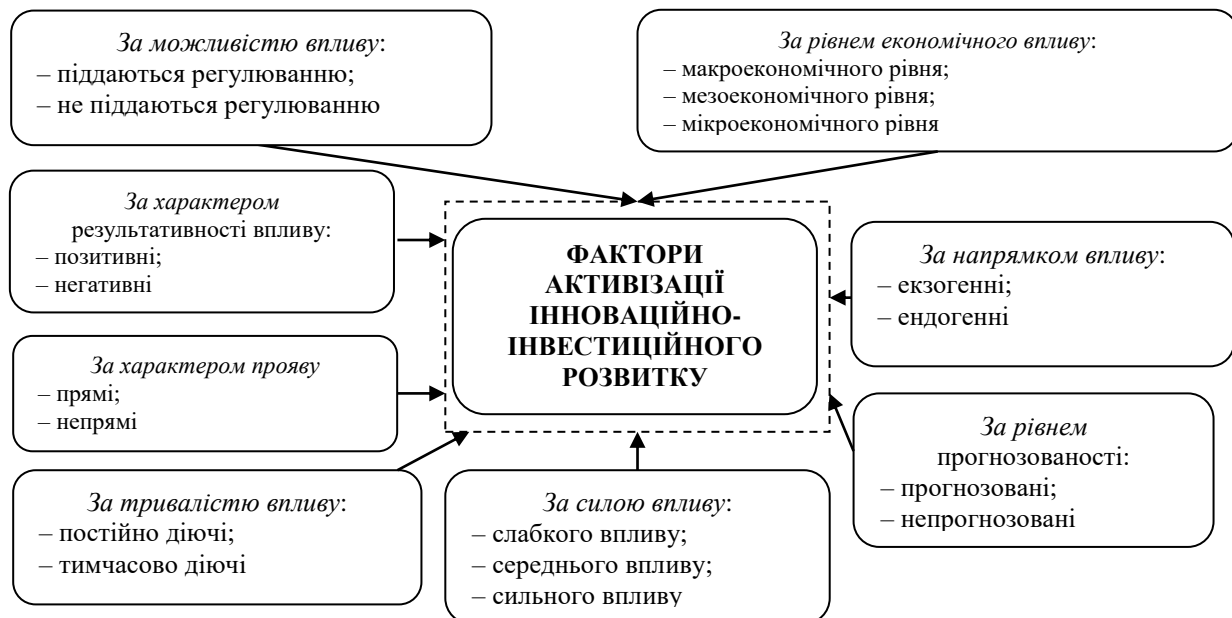 За можливістю впливу:
– піддаються регулюванню;
– не піддаються регулюванню
За рівнем економічного впливу:
– макроекономічного рівня;
– мезоекономічного рівня;
– мікроекономічного рівня
За характером
результативності впливу:
– позитивні;
– негативні
ФАКТОРИ
АКТИВІЗАЦІЇ
ІННОВАЦІЙНО-
ІНВЕСТИЦІЙНОГО
РОЗВИТКУ
За напрямком впливу:
– екзогенні;
– ендогенні
За характером прояву
– прямі;
– непрямі
За рівнем
прогнозованості:
– прогнозовані;
– непрогнозовані
За тривалістю впливу:
– постійно діючі;
– тимчасово діючі
За силою впливу:
– слабкого впливу;
– середнього впливу;
– сильного впливу